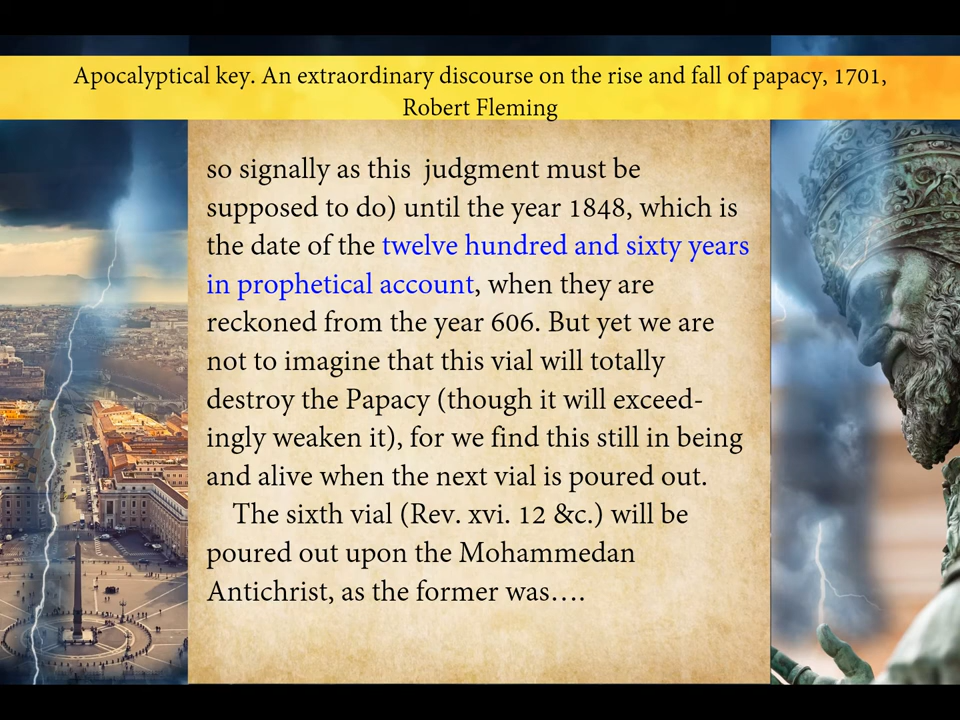 Apocalyptical key. An extraordinary discourse on the rise and fall of papacy, 1701,
Robert Fleming
so signally as this judgment must be
supposed to do) until the year 1848, which is
the date of the twelve hundred and sixty years
in prophetical account, when they are
reckoned from the year 606. But yet we are
not to imagine that this vial will totally
destroy the Papacy (though it will exceed-
ingly weaken it), for we find this still in being
and alive when the next vial is poured out.
The sixth vial (Rev. xvi. 12 &c.) will be
poured out upon the Mohammedan
Antichrist, as the former was….